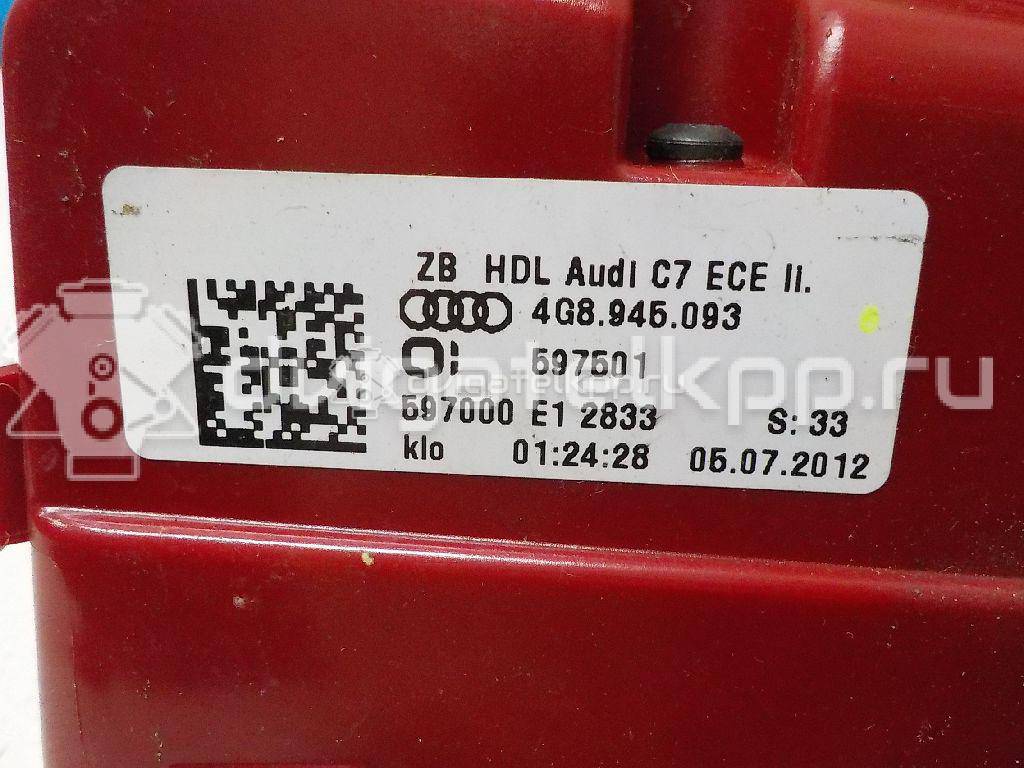 ZB HDL Audi C7 ECE II.
4G8.945.093
597501
597000 E1 2833 S: 33
klo 01:24:28 05.07.2012
dvigatelkpp.ru